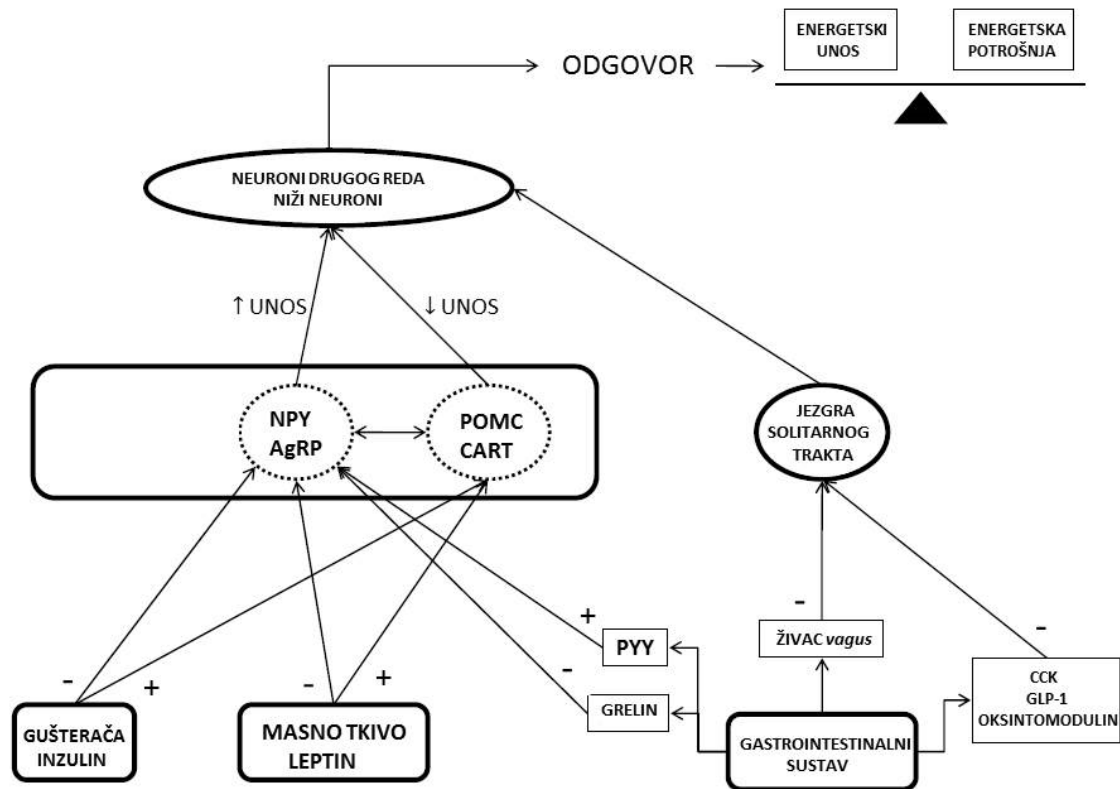 ENERGETSKI
UNOS
ENERGETSKA
POTROŠNJA
ODGOVOR
NEURONI DRUGOG REDA
NIŽI NEURONI
↑ UNOS
↓ UNOS
NPY
AgRP
POMC
CART
JEZGRA
SOLITARNOG
TRAKTA
-
+
-
+
+
-
-
-
PYY
GRELIN
ŽIVAC vagus
CCK
GLP-1
OKSINTOMODULIN
GUŠTERAČA
INZULIN
MASNO TKIVO
LEPTIN
GASTROINTESTINALNI
SUSTAV